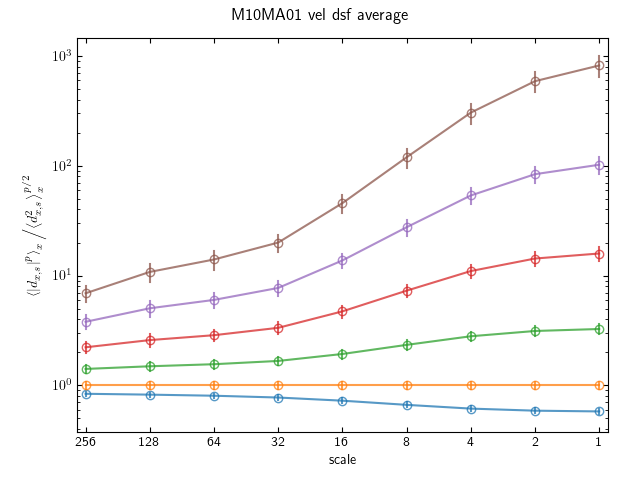 M10MA01 vel dsf average
10³
10²
10¹
10⁰
⟨|d_{x,s}|^p⟩_x / ⟨d²_{x,s}⟩_x^{p/2}
256 128 64 32 16 8 4 2 1
scale